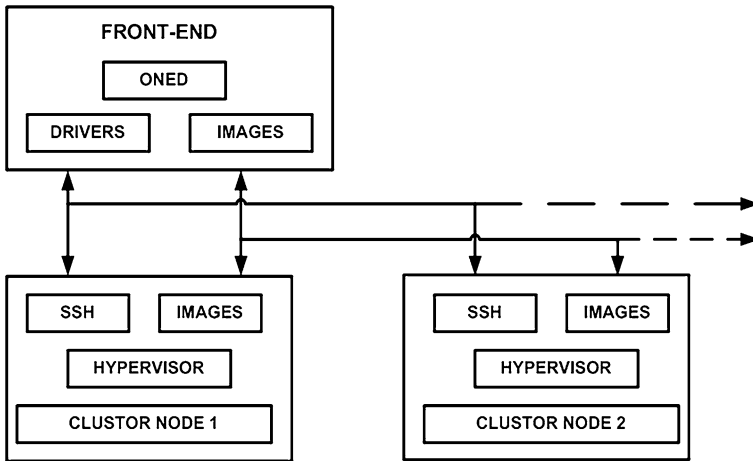 FRONT-END
ONED
DRIVERS
IMAGES
SSH
IMAGES
HYPERVISOR
CLUSTOR NODE 1
SSH
IMAGES
HYPERVISOR
CLUSTOR NODE 2